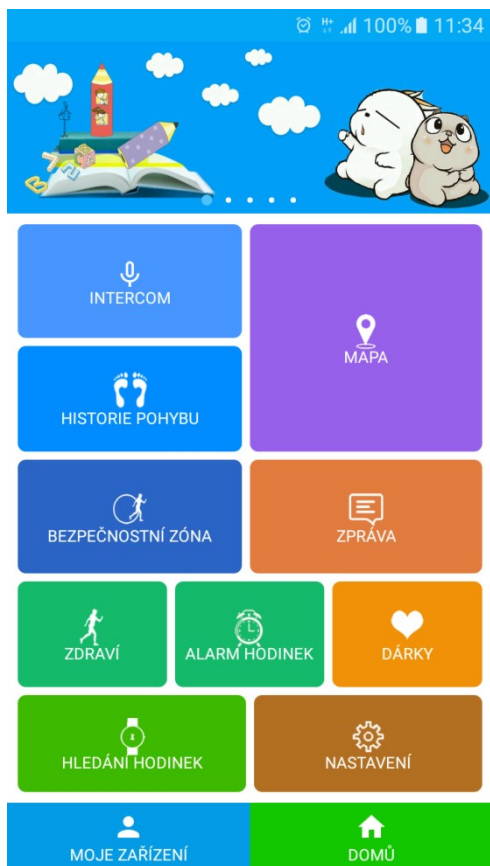 H+ 100% 11:34
INTERCOM
MAPA
HISTORIE POHYBU
BEZPEČNOSTNÍ ZÓNA
ZPRÁVA
ZDRAVÍ
ALARM HODINEK
DÁRKY
HLEDÁNÍ HODINEK
NASTAVENÍ
MOJE ZAŘÍZENÍ
DOMŮ